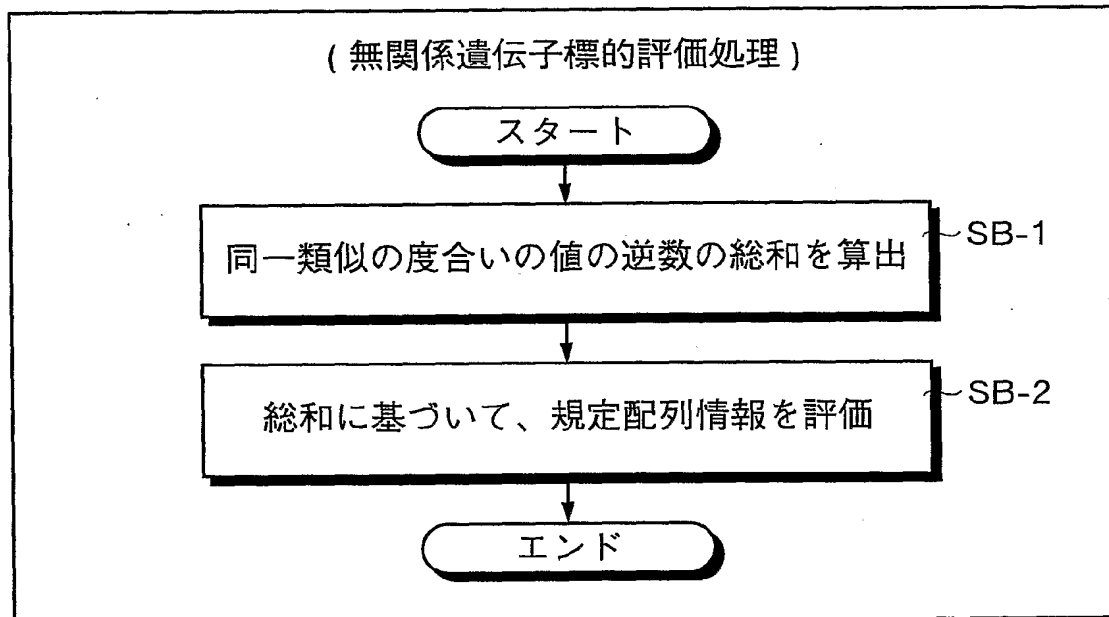 (無関係遺伝子標的評価処理)
スタート
同一類似の度合いの値の逆数の総和を算出
SB-1
総和に基づいて、規定配列情報を評価
SB-2
エンド